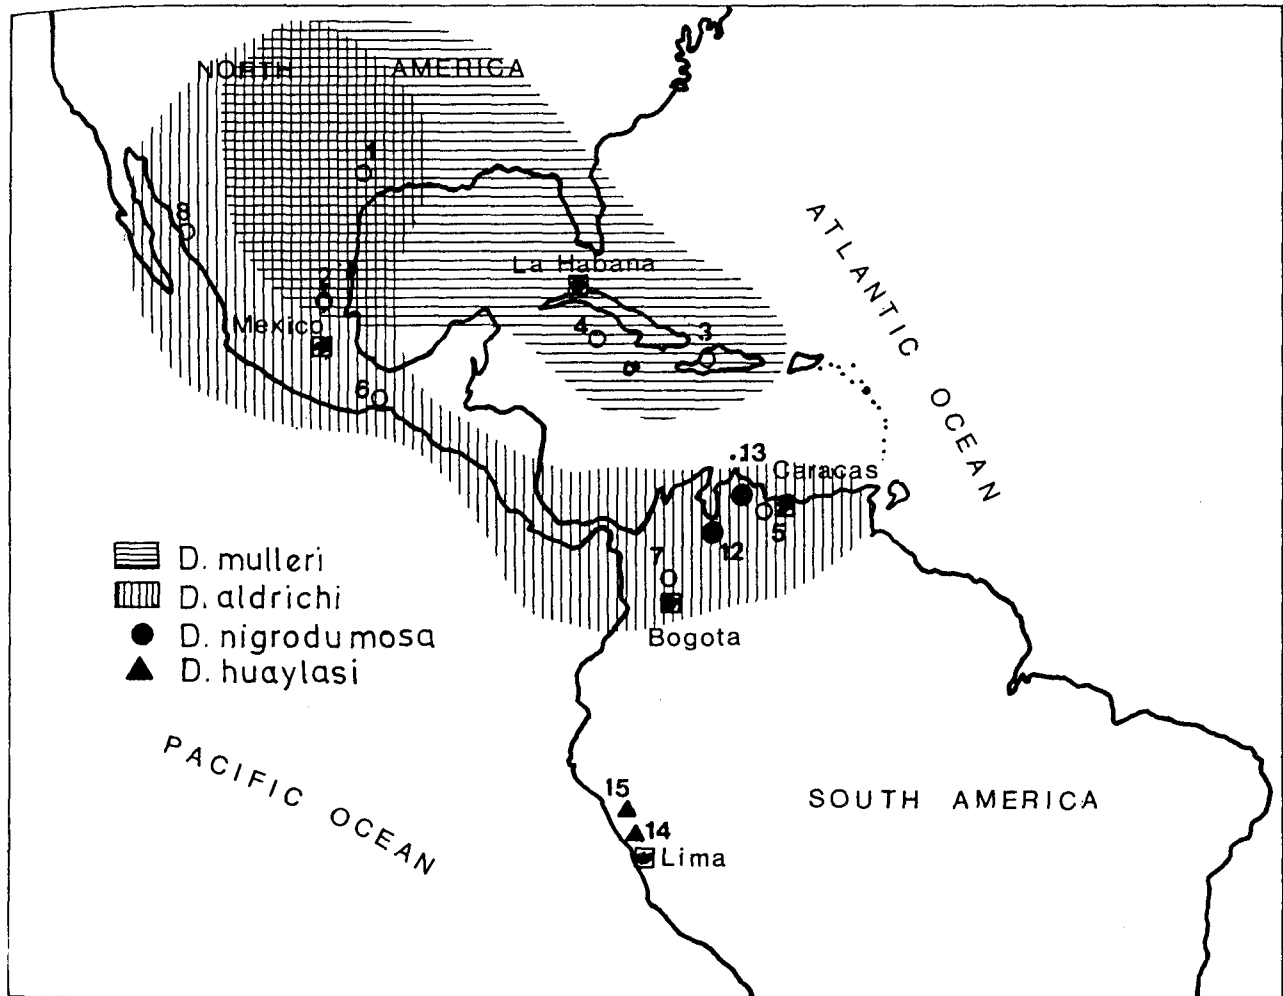 NORTH AMERICA
1
8
2
La Habana
Mexico
4
3
6
ATLANTIC OCEAN
.13
Caracas
5
12
7
Bogota
D. mulleri
D. aldrichi
D. nigrodumosa
D. huaylasi
PACIFIC OCEAN
15
14
Lima
SOUTH AMERICA